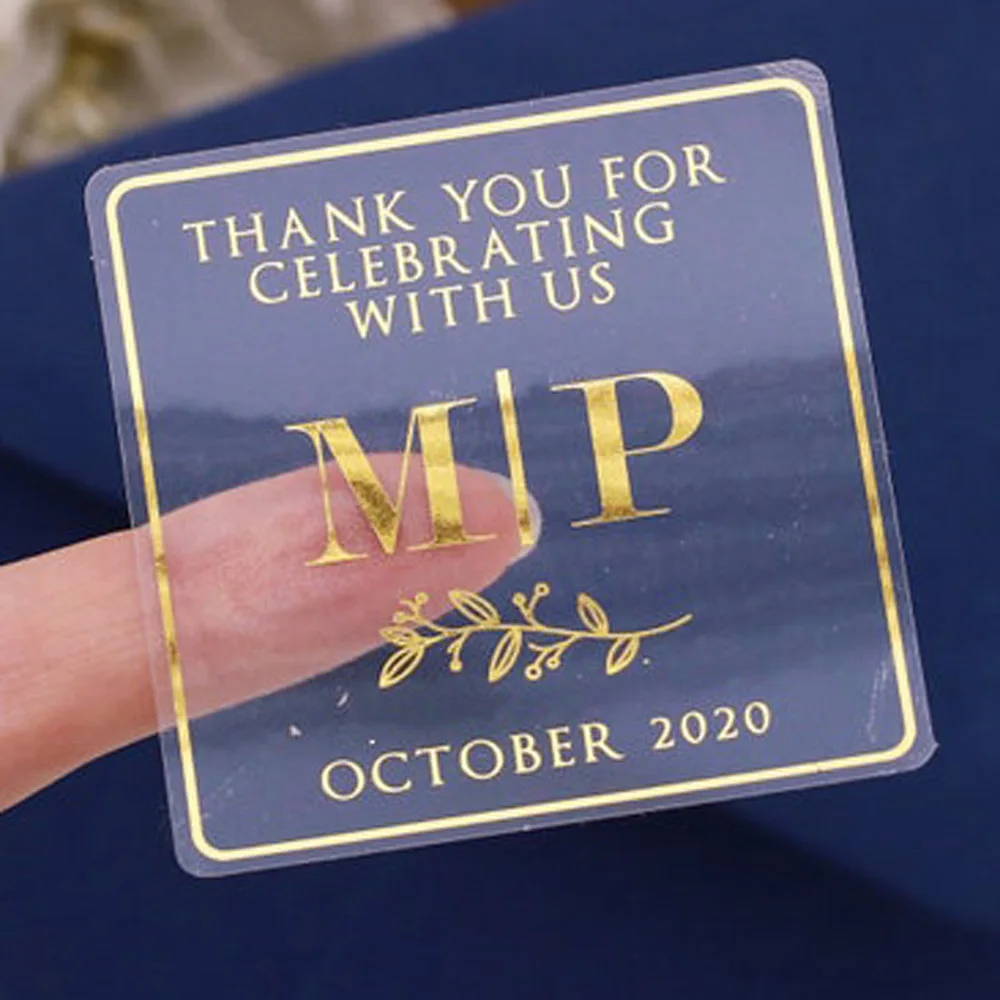 THANK YOU FOR
CELEBRATING
WITH US
M|P
OCTOBER 2020